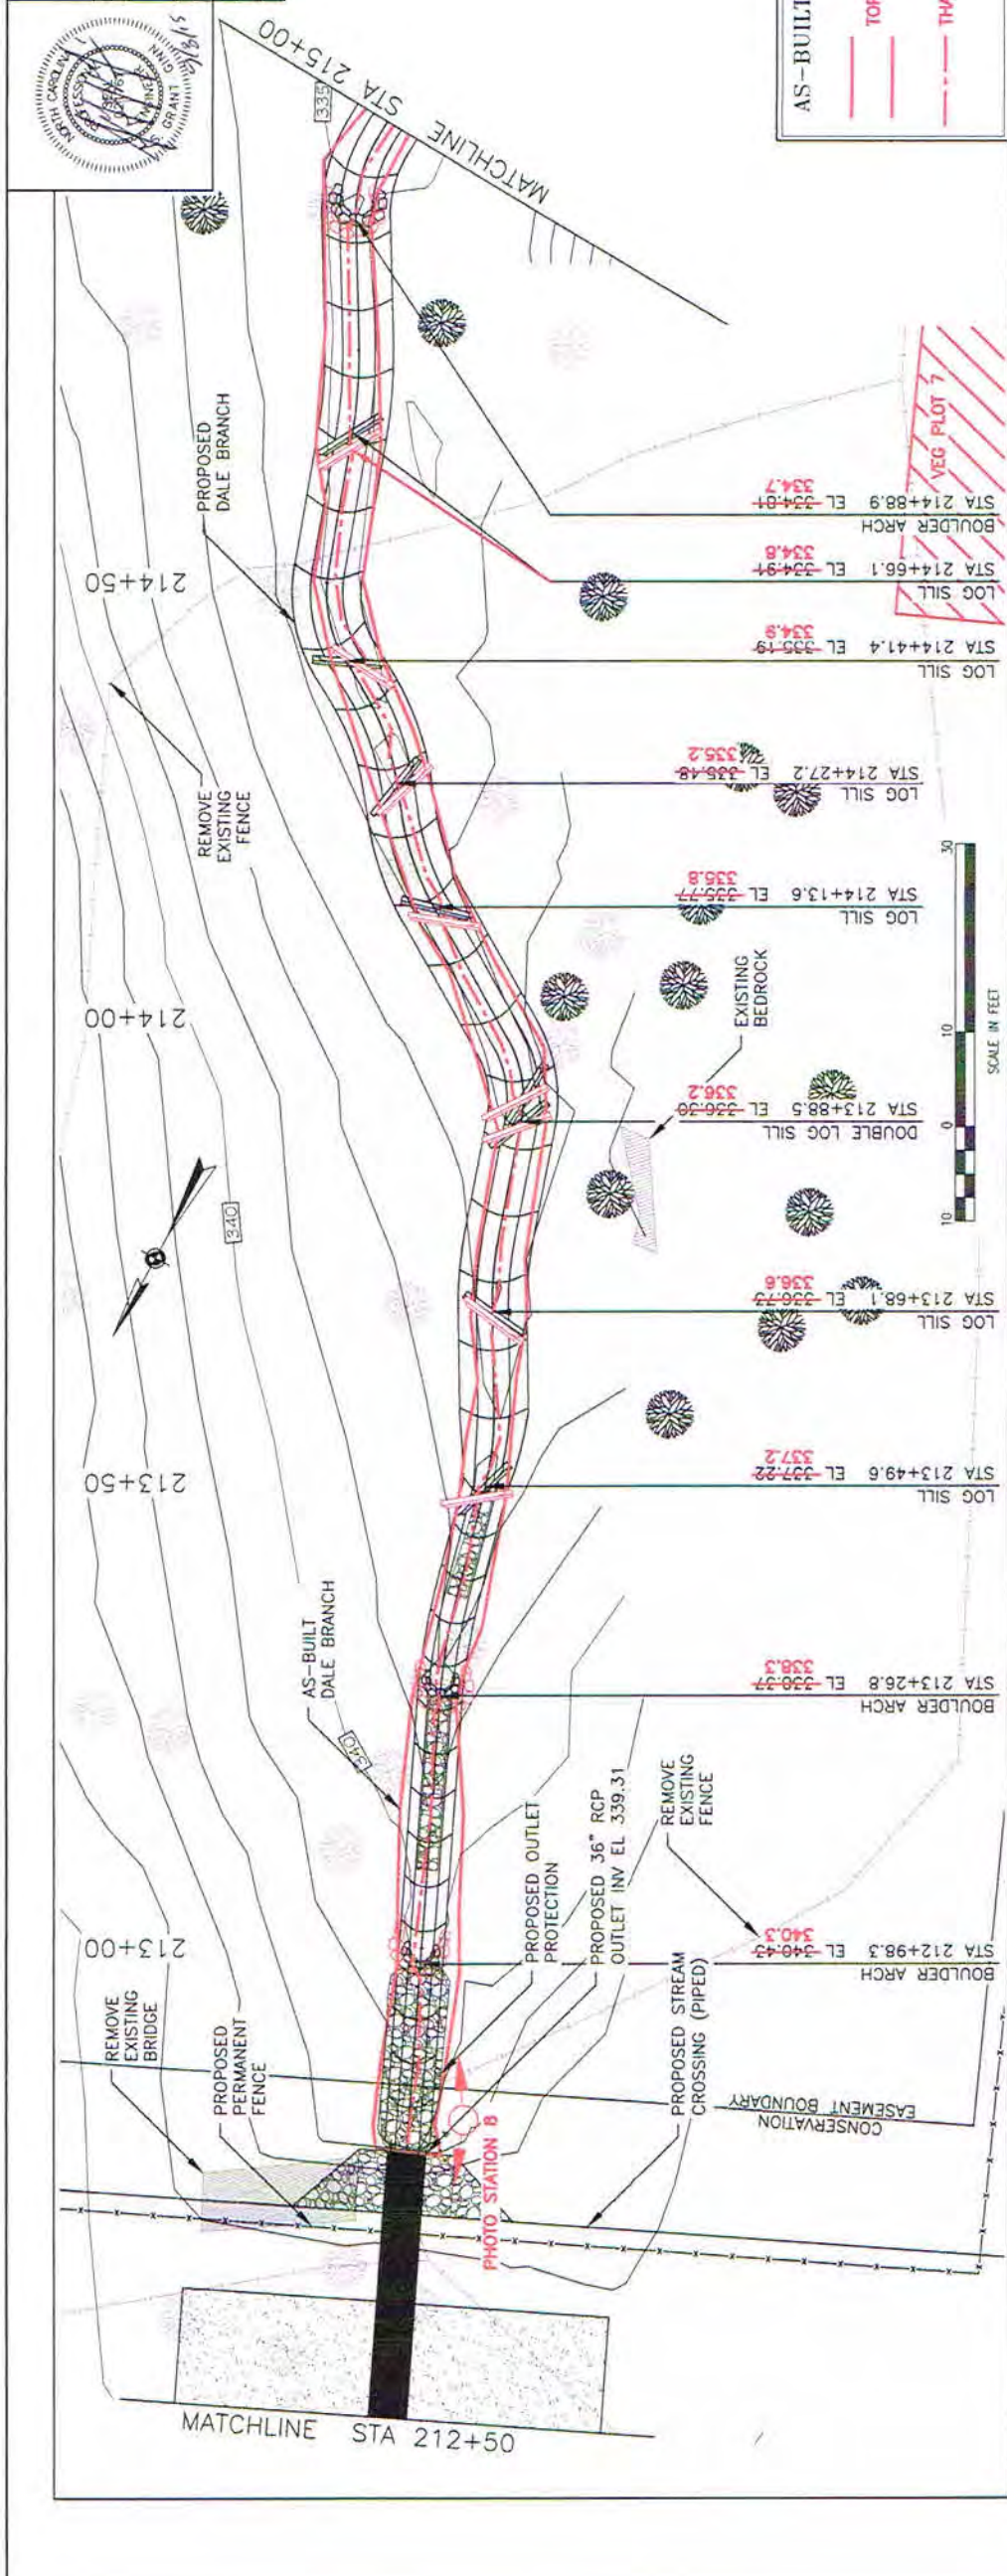 NORTH CAROLINA
PROFESSIONAL
ENGINEER
S. GRANT GINN
MATCHLINE STA 215+00
335
PROPOSED
DALE BRANCH
214+50
REMOVE
EXISTING
FENCE
214+00
340
213+50
AS-BUILT
DALE BRANCH
340
213+00
REMOVE
EXISTING
BRIDGE
PROPOSED
PERMANENT
FENCE
MATCHLINE STA 212+50
PHOTO STATION 8
PROPOSED OUTLET
PROTECTION
PROPOSED 36" RCP
OUTLET INV EL 339.31
REMOVE
EXISTING
FENCE
PROPOSED STREAM
CROSSING (PIPED)
CONSERVATION
EASEMENT BOUNDARY
BOULDER ARCH
STA 212+98.3 EL 340.43
340.3
BOULDER ARCH
STA 213+26.8 EL 338.37
338.3
LOG SILL
STA 213+49.6 EL 337.22
337.2
LOG SILL
STA 213+68.1 EL 336.73
336.6
DOUBLE LOG SILL
STA 213+88.5 EL 336.30
336.2
EXISTING
BEDROCK
LOG SILL
STA 214+13.6 EL 335.77
335.8
LOG SILL
STA 214+27.2 EL 335.48
335.2
LOG SILL
STA 214+41.4 EL 335.19
334.9
LOG SILL
STA 214+66.1 EL 334.91
334.8
BOULDER ARCH
STA 214+88.9 EL 334.81
334.7
VEG PLOT 7
10 0 10 30
SCALE IN FEET
AS-BUILT
TOP
THA